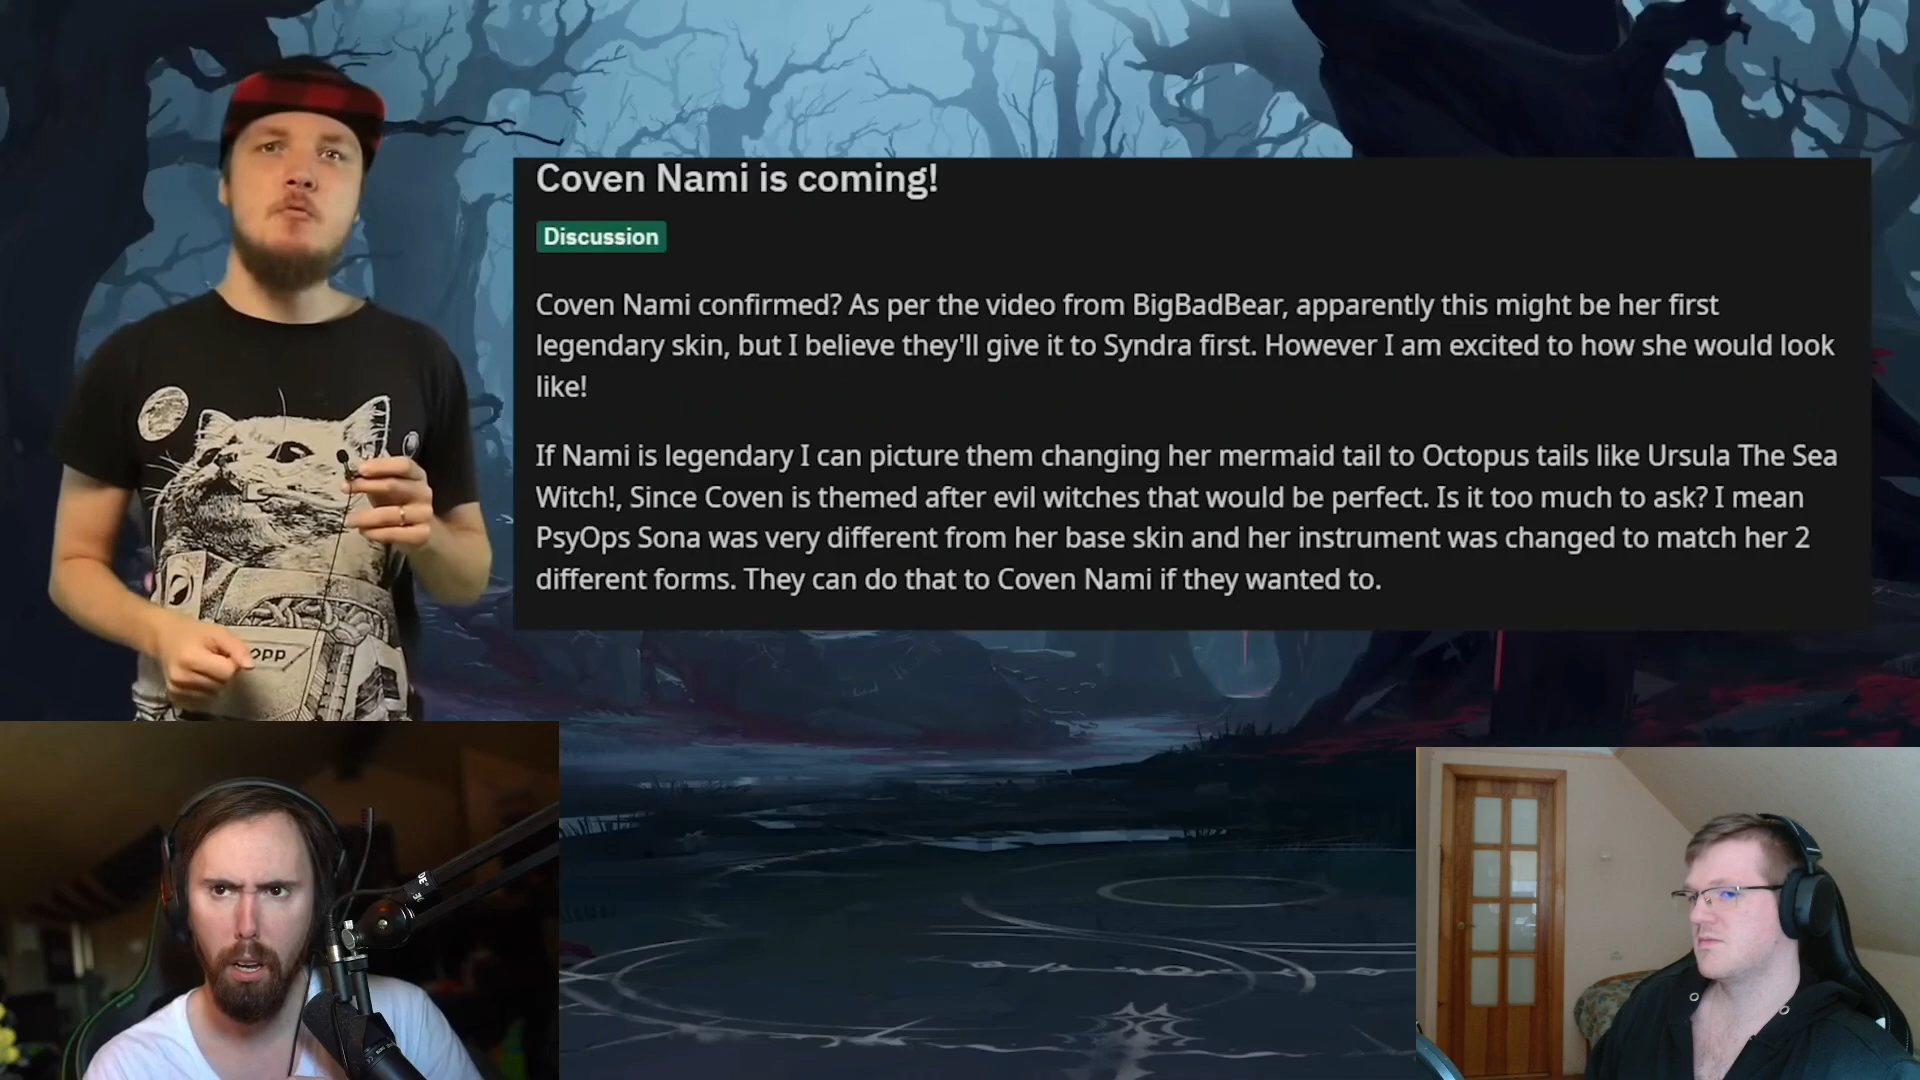 Coven Nami is coming!
Discussion
Coven Nami confirmed? As per the video from BigBadBear, apparently this might be her first
legendary skin, but I believe they'll give it to Syndra first. However I am excited to how she would look
like!
If Nami is legendary I can picture them changing her mermaid tail to Octopus tails like Ursula The Sea
Witch!, Since Coven is themed after evil witches that would be perfect. Is it too much to ask? I mean
PsyOps Sona was very different from her base skin and her instrument was changed to match her 2
different forms. They can do that to Coven Nami if they wanted to.